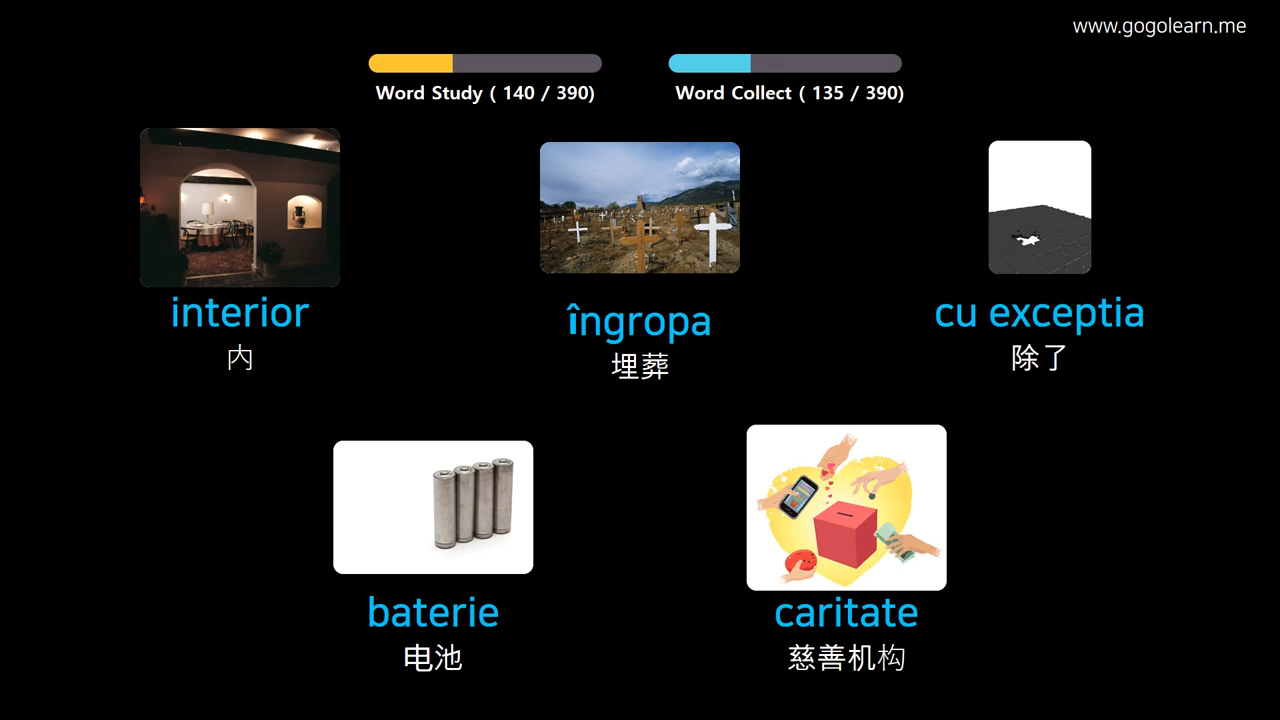 www.gogolearn.me
Word Study ( 140 / 390)
Word Collect ( 135 / 390)
interior
内
îngropa
埋葬
cu exceptia
除了
baterie
电池
caritate
慈善机构